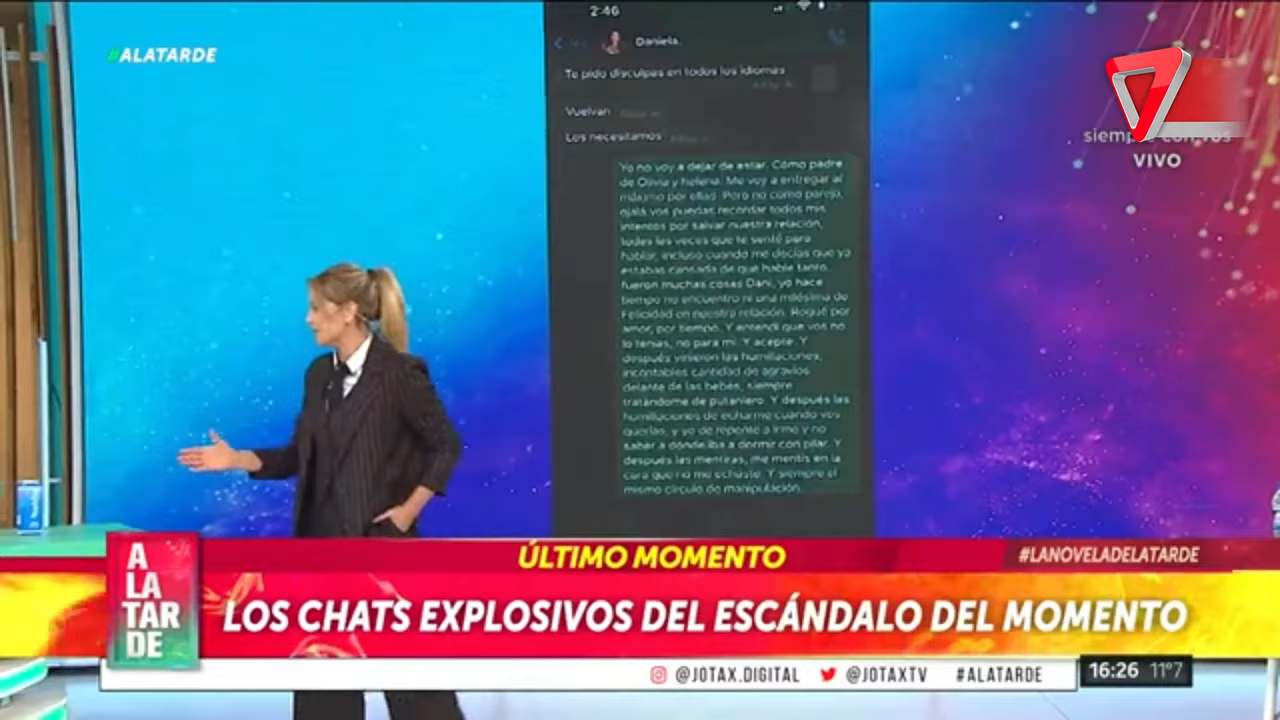 #ALATARDE
2:46
Daniela.
Te pido disculpas en todos los idiomas
Vuelvan
Los necesitamos
Yo no voy a dejar de estar. Cómo padre
de Olivia y helena. Me voy a entregar al
máximo por ellas. Pero no como pareja,
ojalá vos puedas recordar todos mis
intentos por salvar nuestra relación,
todas las veces que te senté para
hablar, incluso cuando me decías que ya
estabas cansada de que hable tanto.
fueron muchas cosas Dani, yo hace
tiempo no encuentro ni una milésima de
Felicidad en nuestra relación. Rogué por
amor, por tiempo. Y entendí que vos no
lo tenías, no para mí. Y acepte. Y
después vinieron las humillaciones,
incontables cantidad de agravios
delante de las bebés, siempre
tratándome de putaniero. Y después las
humillaciones de echarme cuando vos
querías, y yo de repente a irme y no
saber a dónde iba a dormir con pilar. Y
después las mentiras, me mentís en la
cara que no me echaste. Y siempre el
mismo círculo de manipulación.
7
siempre con vos
VIVO
ÚLTIMO MOMENTO
#LANOVELADELATARDE
A
LA
TAR
DE
LOS CHATS EXPLOSIVOS DEL ESCÁNDALO DEL MOMENTO
@JOTAX.DIGITAL
@JOTAXTV
#ALATARDE
16:26 11°7